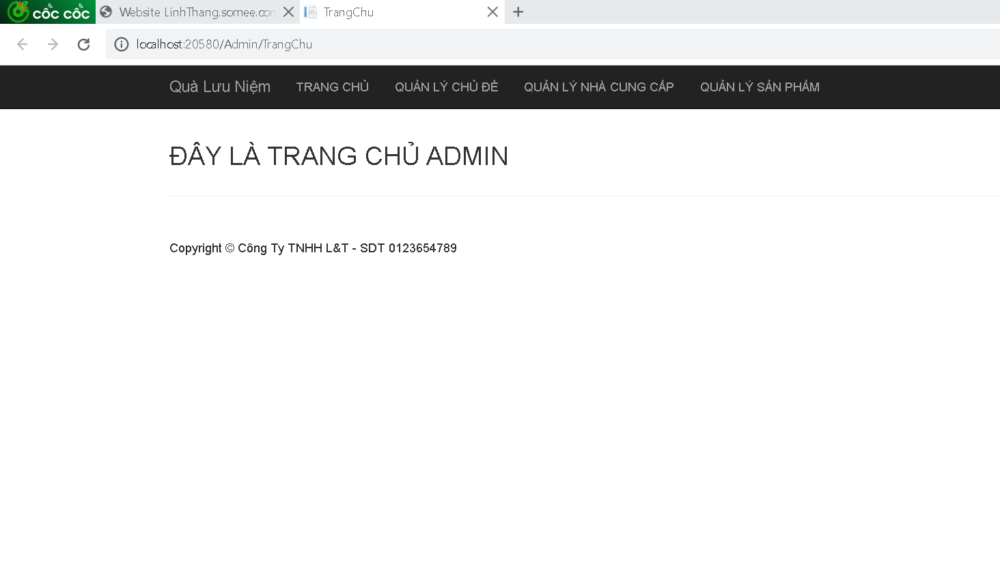 cốc cốc
Website LinhThang.somee.con
TrangChu
localhost:20580/Admin/TrangChu
Quà Lưu Niệm TRANG CHỦ QUẢN LÝ CHỦ ĐỀ QUẢN LÝ NHÀ CUNG CẤP QUẢN LÝ SẢN PHẨM
ĐÂY LÀ TRANG CHỦ ADMIN
Copyright © Công Ty TNHH L&T - SDT 0123654789